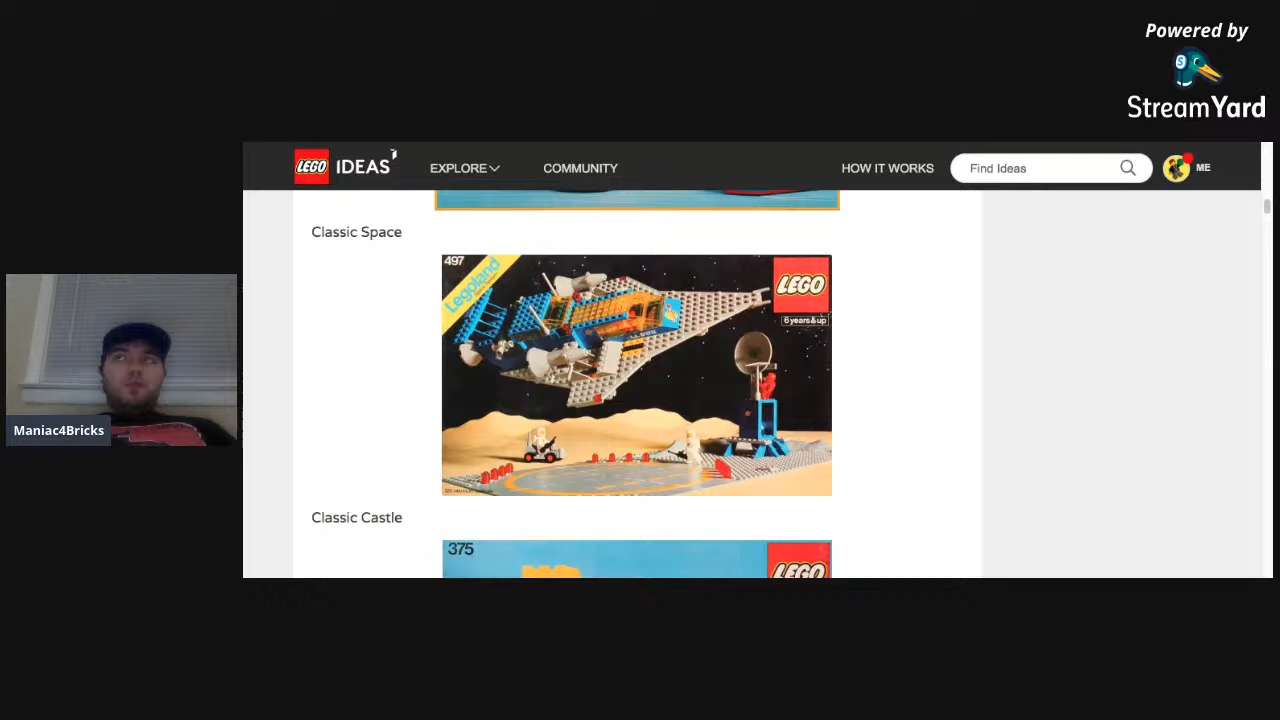 Powered by
StreamYard
LEGO IDEAS
EXPLORE
COMMUNITY
HOW IT WORKS
Find Ideas
ME
Classic Space
497
Legoland
LEGO
6 years & up
Maniac4Bricks
Classic Castle
375
LEGO